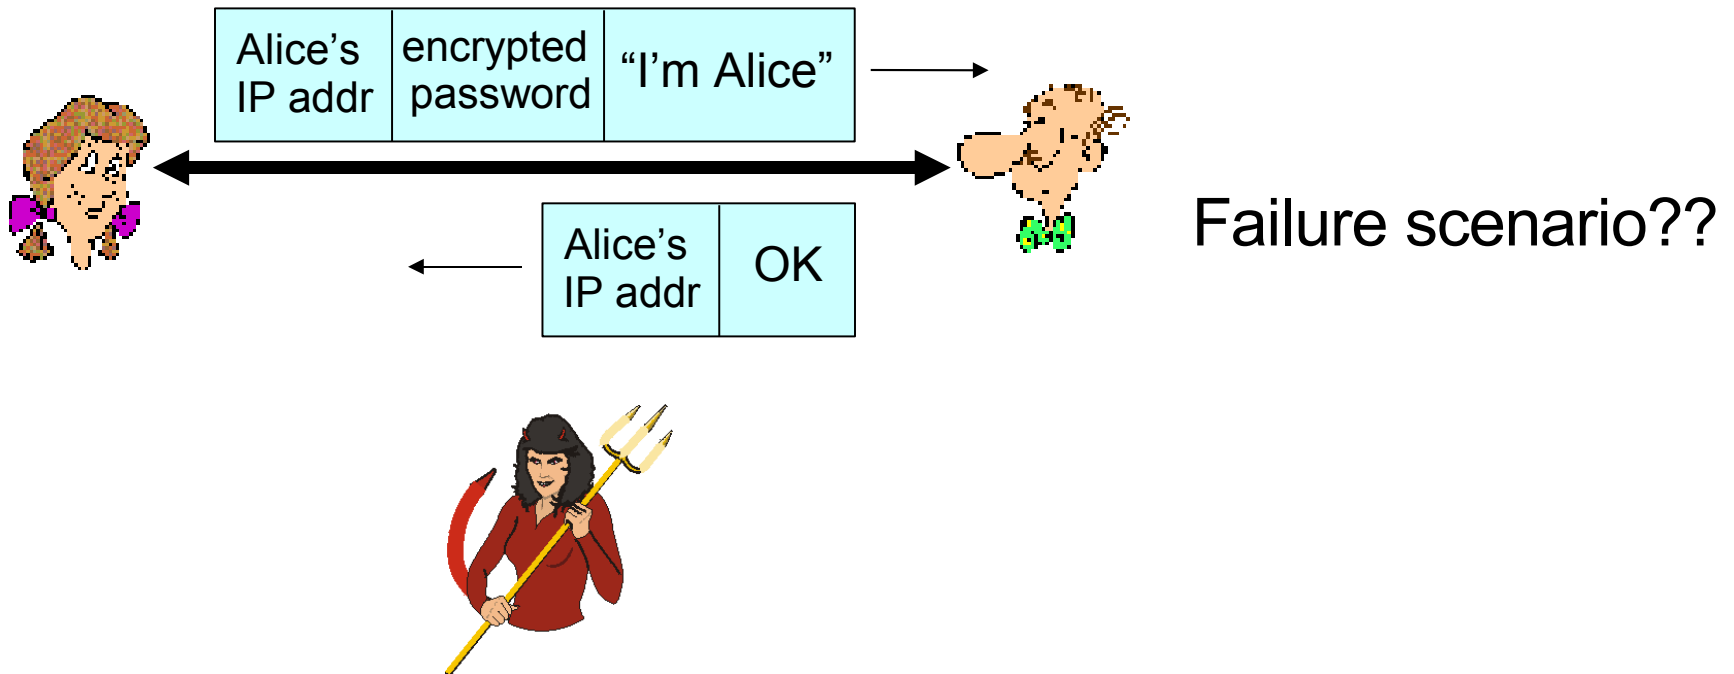 Alice’s
IP addr
encrypted
password
“I’m Alice”
Alice’s
IP addr
OK
Failure scenario??